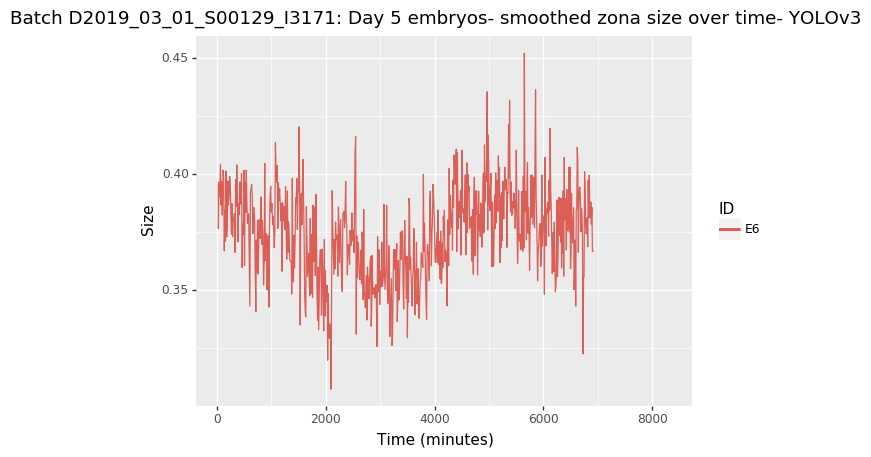 Batch D2019_03_01_S00129_I3171: Day 5 embryos- smoothed zona size over time- YOLOv3
0.45
0.40
0.35
Size
0
2000
4000
6000
8000
Time (minutes)
ID
E6